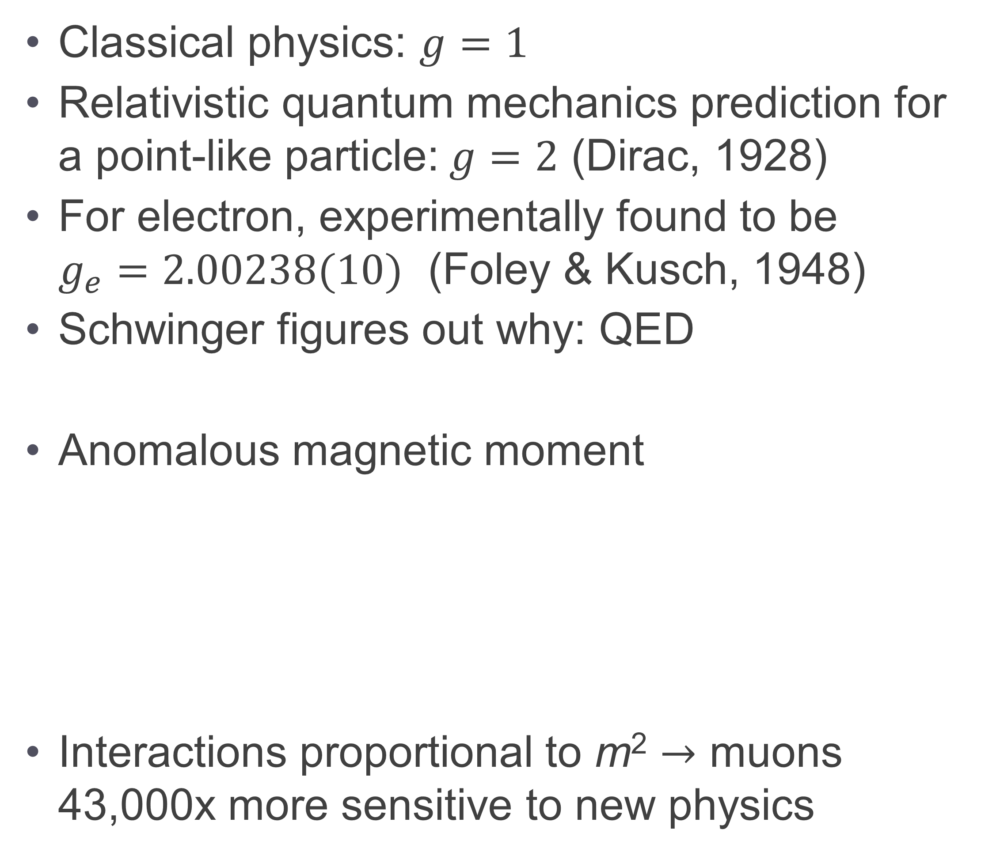 • Classical physics: g = 1
• Relativistic quantum mechanics prediction for
a point-like particle: g = 2 (Dirac, 1928)
• For electron, experimentally found to be
gₑ = 2.00238(10) (Foley & Kusch, 1948)
• Schwinger figures out why: QED
• Anomalous magnetic moment
• Interactions proportional to m² → muons
43,000x more sensitive to new physics